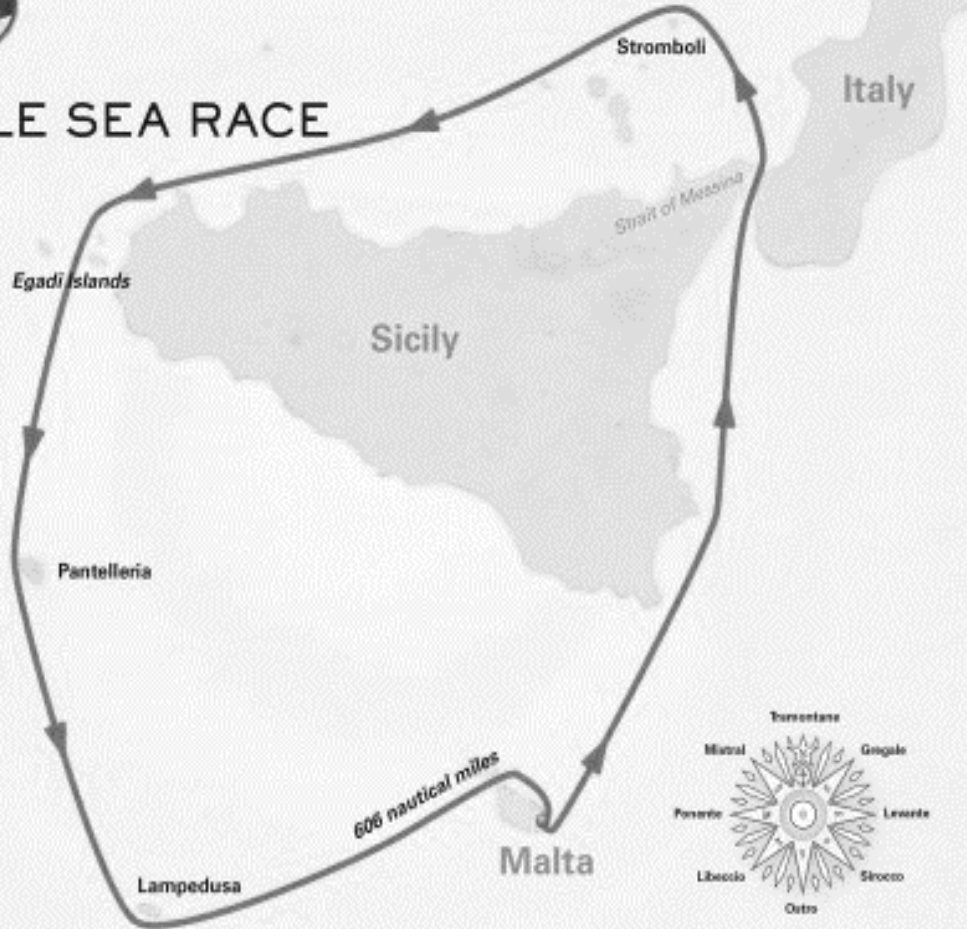 Stromboli
Italy
LE SEA RACE
Strait of Messina
Egadi Islands
Sicily
Pantelleria
Tramontana
Mistral
Gregale
606 nautical miles
Ponente
Levante
Malta
Lampedusa
Libeccio
Sirocco
Ostro